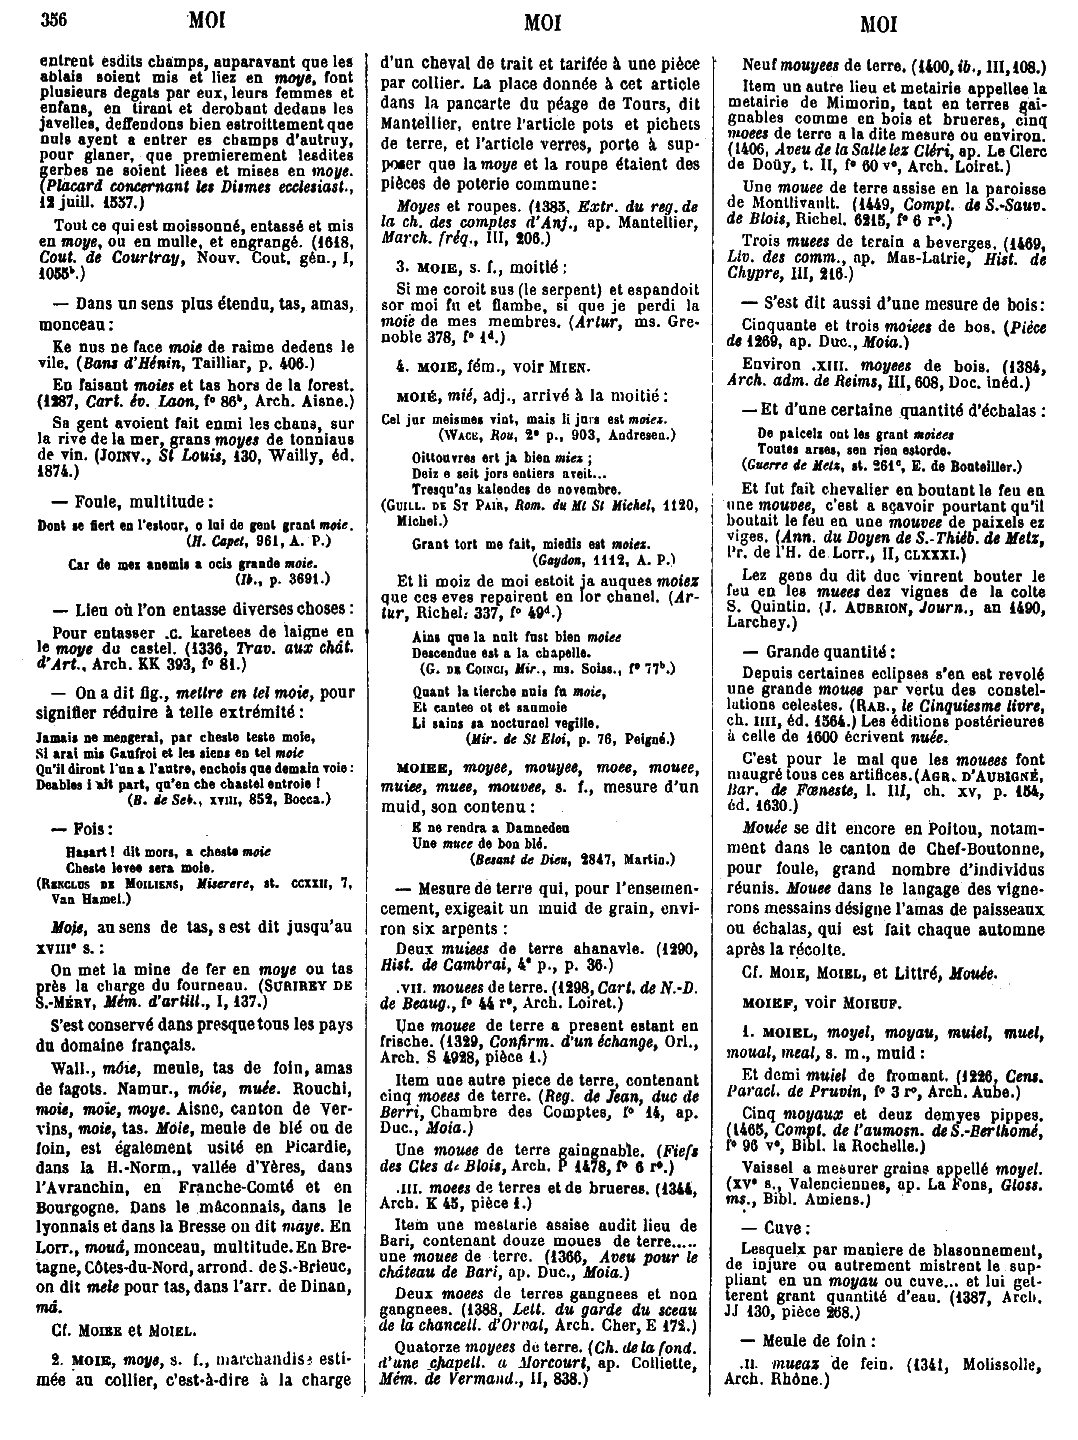 356 MOI MOI MOI
entrent esdits champs, auparavant que les
ablais soient mis et liez en moye, font
plusieurs degats par eux, leurs femmes et
enfans, en tirant et derobant dedans les
javelles, deffendons bien estroittement que
nuls ayent a entrer es champs d'autruy,
pour glaner, que premierement lesdites
gerbes ne soient liees et mises en moye.
(Placard concernant les Dismes ecclesiast.,
12 juill. 1537.)
Tout ce qui est moissonné, entassé et mis
en moye, ou en mulle, et engrangé. (1618,
Cout. de Courtray, Nouv. Cout. gén., I,
1055ᵇ.)
— Dans un sens plus étendu, tas, amas,
monceau :
Ke nus ne face moie de raime dedens le
vile. (Bans d'Hénin, Tailliar, p. 406.)
En faisant moies et tas hors de la forest.
(1287, Cart. év. Laon, f° 86ᵇ, Arch. Aisne.)
Sa gent avoient fait enmi les chans, sur
la rive de la mer, grans moyes de tonniaus
de vin. (JOINV., St Louis, 130, Wailly, éd.
1874.)
— Foule, multitude :
Dont se fiert en l'estour, o lui de gent grant moie.
(H. Capet, 961, A. P.)
Car de mes anemis a ocis grande moie.
(Ib., p. 3691.)
— Lieu où l'on entasse diverses choses :
Pour entasser .C. karetees de laigne en
le moye du castel. (1336, Trav. aux chât.
d'Art., Arch. KK 393, f° 81.)
— On a dit fig., mettre en tel moie, pour
signifier réduire à telle extrémité :
Jamais ne mengerai, par cheste teste moie,
Si arai mis Gaufroi et les siens en tel moie
Qu'il diront l'un a l'autre, enchois que demain voie :
Deables i ait part, qu'en che chastel entroie !
(B. de Seb., XVIII, 852, Bocca.)
— Fois :
Hasart ! dit mors, a cheste moie
Cheste levee sera moie.
(RENCLUS DE MOILIENS, Miserere, st. CCXXII, 7,
Van Hamel.)
Moie, au sens de tas, s est dit jusqu'au
XVIIIᵉ s. :
On met la mine de fer en moye ou tas
près la charge du fourneau. (SURIREY DE
S.-MÉRY, Mém. d'artill., I, 137.)
S'est conservé dans presque tous les pays
du domaine français.
Wall., móie, meule, tas de foin, amas
de fagots. Namur., móie, muée. Rouchi,
moie, moïe, moye. Aisne, canton de Ver-
vins, moie, tas. Moie, meule de blé ou de
foin, est également usité en Picardie,
dans la H.-Norm., vallée d'Yères, dans
l'Avranchin, en Franche-Comté et en
Bourgogne. Dans le mâconnais, dans le
lyonnais et dans la Bresse on dit mâye. En
Lorr., mouâ, monceau, multitude. En Bre-
tagne, Côtes-du-Nord, arrond. de S.-Brieuc,
on dit meie pour tas, dans l'arr. de Dinan,
mâ.
Cf. MOIEE et MOIEL.
2. MOIE, moye, s. f., marchandise esti-
mée au collier, c'est-à-dire à la charge
d'un cheval de trait et tarifée à une pièce
par collier. La place donnée à cet article
dans la pancarte du péage de Tours, dit
Mantellier, entre l'article pots et pichets
de terre, et l'article verres, porte à sup-
poser que la moye et la roupe étaient des
pièces de poterie commune :
Moyes et roupes. (1385, Extr. du reg. de
la ch. des comptes d'Anj., ap. Mantellier,
March. fréq., III, 206.)
3. MOIE, s. f., moitié :
Si me coroit sus (le serpent) et espandoit
sor moi fu et flambe, si que je perdi la
moïe de mes membres. (Artur, ms. Gre-
noble 378, f° 1ᵈ.)
4. MOIE, fém., voir MIEN.
MOIÉ, mié, adj., arrivé à la moitié :
Cel jur meismes vint, mais li jurs est moiez.
(WACE, Rou, 2ᵉ p., 903, Andresen.)
Oittouvres ert ja bien miez ;
Deiz e seit jors entiers aveit...
Tresqu'as kalendes de novembre.
(GUILL. DE ST PAIR, Rom. du Mt St Michel, 1120,
Michel.)
Grant tort me fait, miedis est moiez.
(Gaydon, 1112, A. P.)
Et li moiz de moi estoit ja auques moiez
que ces eves repairent en lor chanel. (Ar-
tur, Richel. 337, f° 49ᵈ.)
Ains que la nuit fust bien moiee
Descendue est a la chapelle.
(G. DE COINCI, Mir., ms. Soiss., f° 77ᵇ.)
Quant la tierche nuis fu moie,
Et cantee ot et saumoie
Li sains sa nocturnel vegille.
(Mir. de St Eloi, p. 76, Peigné.)
MOIEE, moyee, mouyee, moee, mouee,
muiee, muee, mouvee, s. f., mesure d'un
muid, son contenu :
E ne rendra a Damneden
Une muee de bon blé.
(Besant de Dieu, 2847, Martin.)
— Mesure de terre qui, pour l'ensemen-
cement, exigeait un muid de grain, envi-
ron six arpents :
Deux muiees de terre ahanavle. (1290,
Hist. de Cambrai, 4ᵉ p., p. 36.)
.VII. mouees de terre. (1298, Cart. de N.-D.
de Beaug., f° 44 r°, Arch. Loiret.)
Une mouee de terre a present estant en
frische. (1329, Confirm. d'un échange, Orl.,
Arch. S 4928, pièce 1.)
Item une autre piece de terre, contenant
cinq moees de terre. (Reg. de Jean, duc de
Berri, Chambre des Comptes, f° 14, ap.
Duc., Moia.)
Une mouee de terre gaingnable. (Fiefs
des Ctes de Blois, Arch. P 1478, f° 6 r°.)
.III. moees de terres et de brueres. (1344,
Arch. K 45, pièce 1.)
Item une mestarie assise audit lieu de
Bari, contenant douze moues de terre.....
une mouee de terre. (1366, Aveu pour le
château de Bari, ap. Duc., Moia.)
Deux moees de terres gangnees et non
gangnees. (1388, Lett. du garde du sceau
de la chancell. d'Orval, Arch. Cher, E 172.)
Quatorze moyees de terre. (Ch. de la fond.
d'une chapell. a Morcourt, ap. Colliette,
Mém. de Vermand., II, 838.)
Neuf mouyees de terre. (1400, ib., III, 108.)
Item un autre lieu et metairie appellee la
metairie de Mimorin, tant en terres gai-
gnables comme en bois et brueres, cinq
moees de terre a la dite mesure ou environ.
(1406, Aveu de la Salle lez Cléri, ap. Le Clerc
de Doüy, t. II, f° 60 v°, Arch. Loiret.)
Une mouee de terre assise en la paroisse
de Montlivault. (1449, Compt. de S.-Sauv.
de Blois, Richel. 6215, f° 6 r°.)
Trois muees de terain a beverges. (1469,
Liv. des comm., ap. Mas-Latrie, Hist. de
Chypre, III, 216.)
— S'est dit aussi d'une mesure de bois :
Cinquante et trois moiees de bos. (Pièce
de 1269, ap. Duc., Moia.)
Environ .XIII. moyees de bois. (1384,
Arch. adm. de Reims, III, 608, Doc. inéd.)
— Et d'une certaine quantité d'échalas :
De paicelz ont les grant moiees
Toutes arses, sen rien estorde.
(Guerre de Metz, st. 261ᶜ, E. de Bouteiller.)
Et fut fait chevalier en boutant le feu en
une mouvee, c'est a sçavoir pourtant qu'il
boutait le feu en une mouvee de paixels ez
viges. (Ann. du Doyen de S.-Thiéb. de Metz,
Pr. de l'H. de Lorr., II, CLXXXI.)
Lez gens du dit duc vinrent bouter le
feu en les muees dez vignes de la colte
S. Quintin. (J. AUBRION, Journ., an 1490,
Larchey.)
— Grande quantité :
Depuis certaines eclipses s'en est revolé
une grande mouee par vertu des constel-
lations celestes. (RAB., le Cinquiesme livre,
ch. IIII, éd. 1564.) Les éditions postérieures
à celle de 1600 écrivent nuée.
C'est pour le mal que les mouees font
maugré tous ces artifices. (AGR. D'AUBIGNÉ,
Bar. de Fœneste, l. III, ch. XV, p. 154,
éd. 1630.)
Mouée se dit encore en Poitou, notam-
ment dans le canton de Chef-Boutonne,
pour foule, grand nombre d'individus
réunis. Mouee dans le langage des vigne-
rons messains désigne l'amas de paisseaux
ou échalas, qui est fait chaque automne
après la récolte.
Cf. MOIE, MOIEL, et Littré, Mouée.
MOIEF, voir MOIEUF.
1. MOIEL, moyel, moyau, muiel, muel,
moual, meal, s. m., muid :
Et demi muiel de fromant. (1226, Cens.
Paracl. de Pruvin, f° 3 r°, Arch. Aube.)
Cinq moyaux et deuz demyes pippes.
(1465, Compt. de l'aumosn. de S.-Berthomé,
f° 96 v°, Bibl. la Rochelle.)
Vaissel a mesurer grains appellé moyel.
(XVᵉ s., Valenciennes, ap. La Fons, Gloss.
ms., Bibl. Amiens.)
— Cuve :
Lesquelx par maniere de blasonnement,
de injure ou autrement mistrent le sup-
pliant en un moyau ou cuve... et lui get-
terent grant quantité d'eau. (1387, Arch.
JJ 130, pièce 268.)
— Meule de foin :
.II. mueaz de fein. (1341, Molissolle,
Arch. Rhône.)